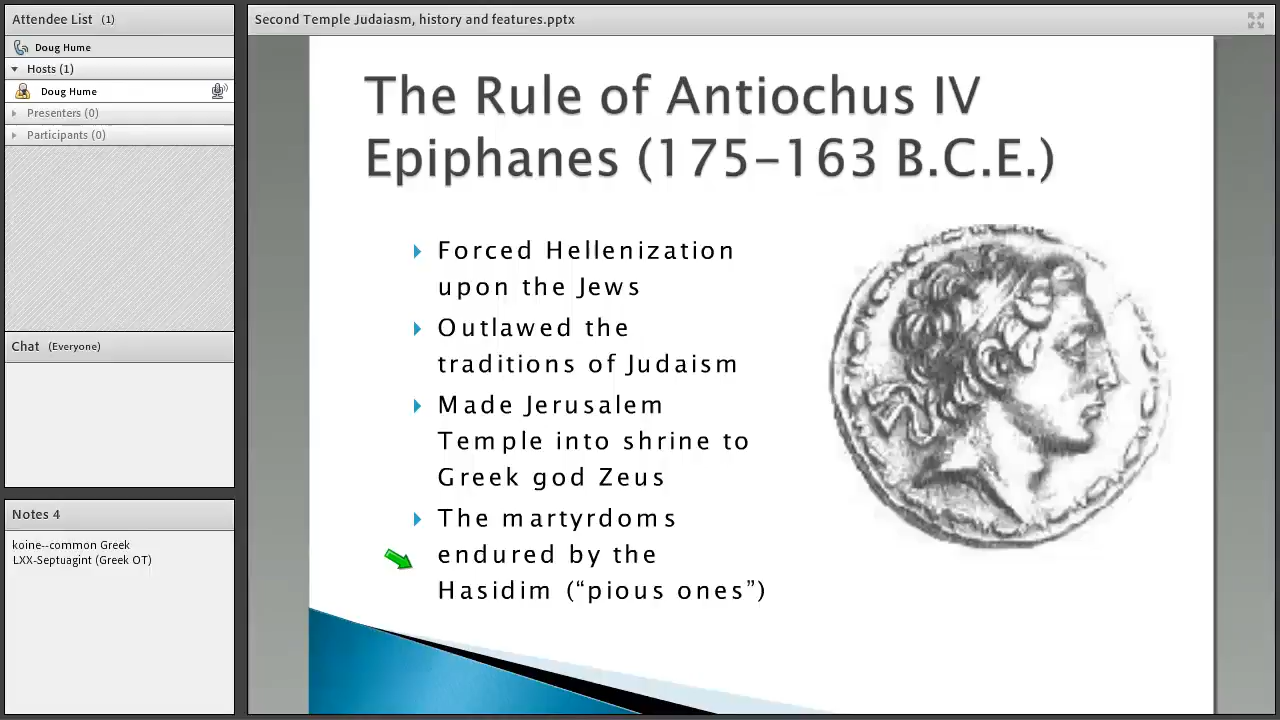 Attendee List (1)
Doug Hume
Hosts (1)
Doug Hume
Presenters (0)
Participants (0)
Chat (Everyone)
Notes 4
koine--common Greek
LXX-Septuagint (Greek OT)
Second Temple Judaiasm, history and features.pptx
The Rule of Antiochus IV
Epiphanes (175-163 B.C.E.)
Forced Hellenization
upon the Jews
Outlawed the
traditions of Judaism
Made Jerusalem
Temple into shrine to
Greek god Zeus
The martyrdoms
endured by the
Hasidim (“pious ones”)